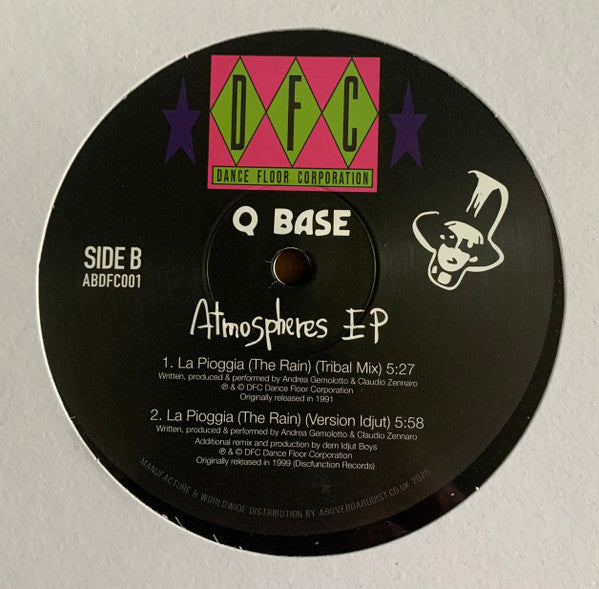 D F C
DANCE FLOOR CORPORATION
Q BASE
SIDE B
ABDFC001
Atmospheres EP
1. La Pioggia (The Rain) (Tribal Mix) 5:27
Written, produced & performed by Andrea Gemolotto & Claudio Zennaro
℗ & © DFC Dance Floor Corporation
Originally released in 1991
2. La Pioggia (The Rain) (Version Idjut) 5:58
Written, produced & performed by Andrea Gemolotto & Claudio Zennaro
Additional remix and production by dem Idjut Boys
℗ & © DFC Dance Floor Corporation
Originally released in 1999 (Discfunction Records)
MANUFACTURE & WORLDWIDE DISTRIBUTION BY ABOVEBOARDDIST.CO.UK 2025